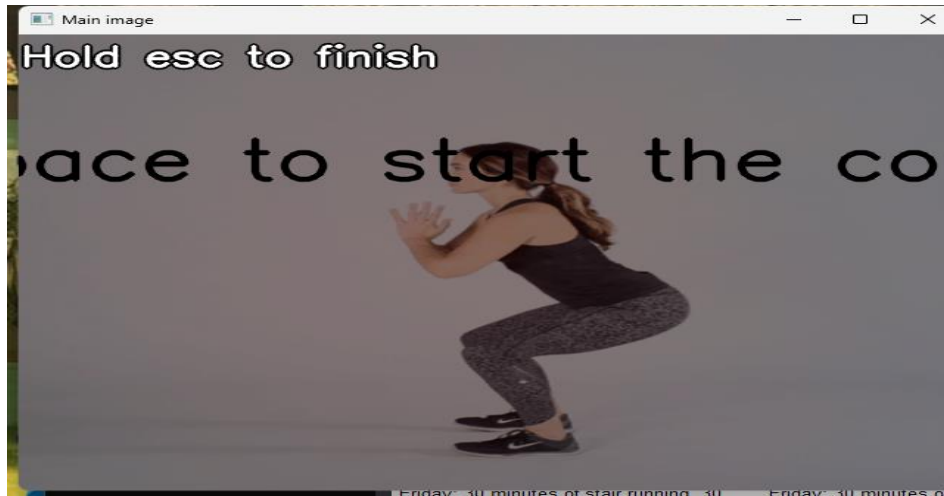 Main image
Hold esc to finish
pace to start the co
Friday: 30 minutes of stair running, 30 Friday: 30 minutes o